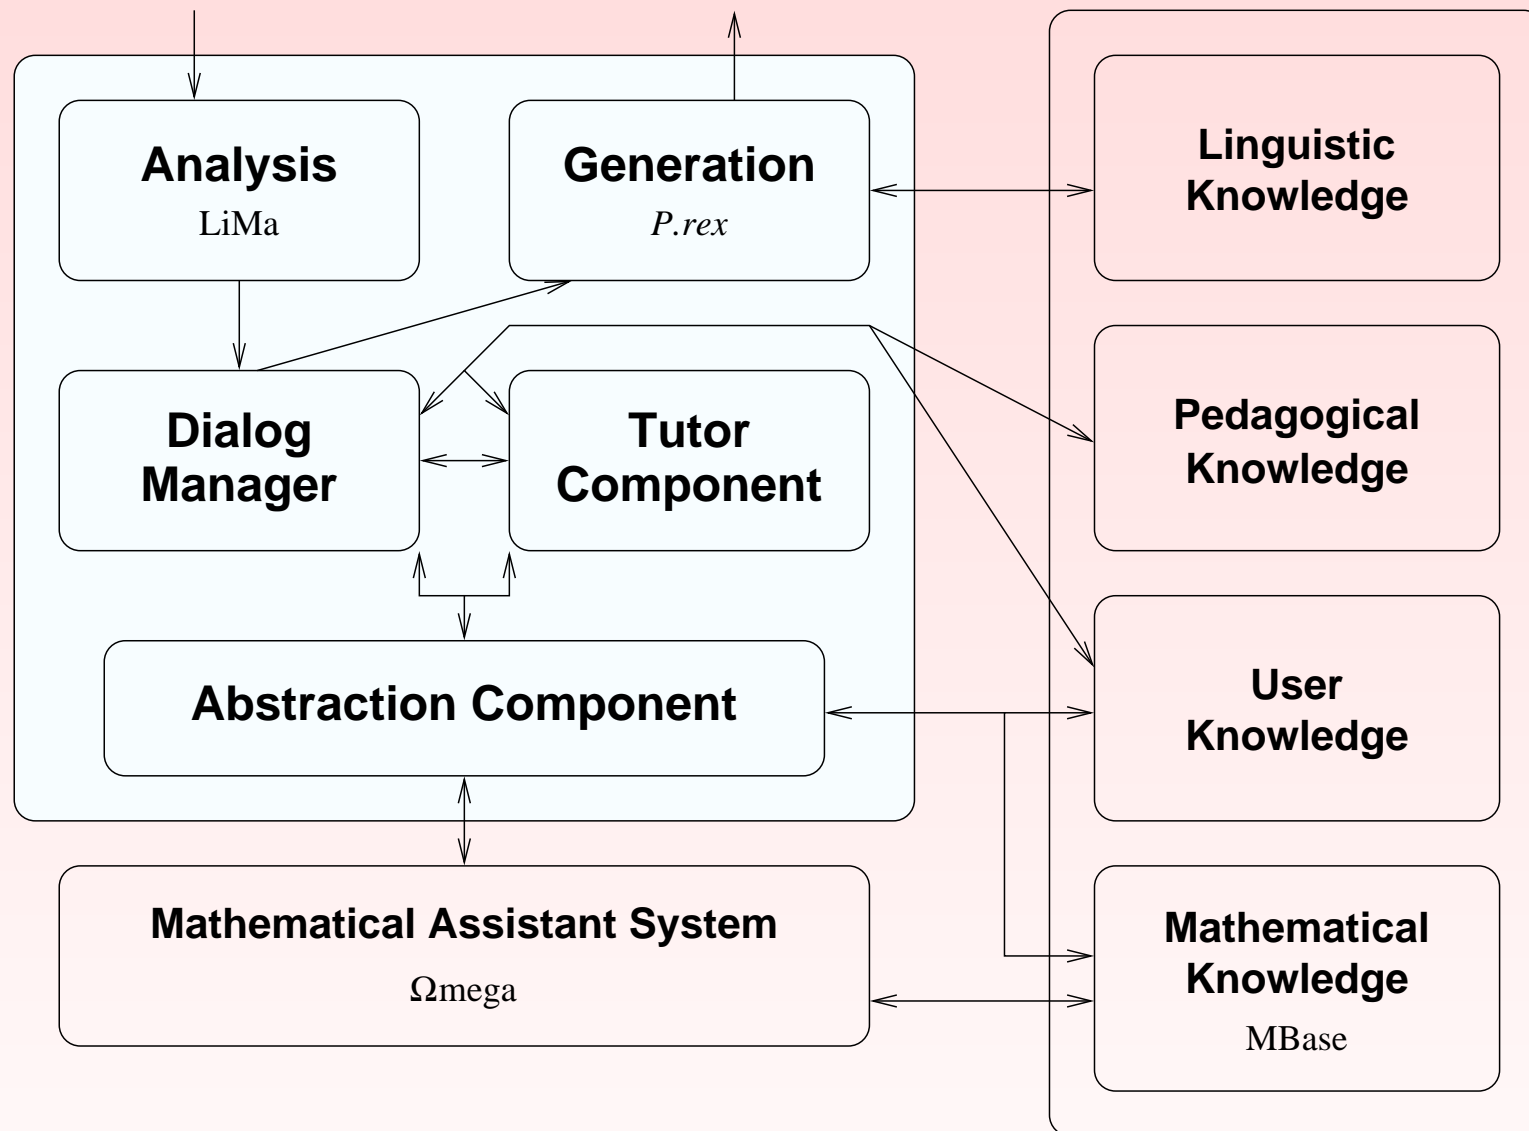 Analysis
LiMa
Generation
P.rex
Linguistic
Knowledge
Dialog
Manager
Tutor
Component
Pedagogical
Knowledge
Abstraction Component
User
Knowledge
Mathematical Assistant System
Ωmega
Mathematical
Knowledge
MBase